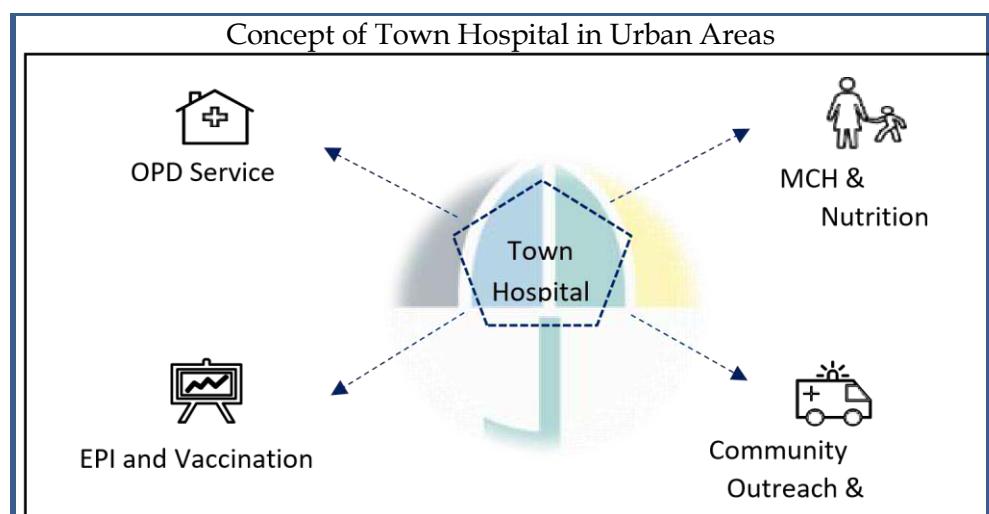 Concept of Town Hospital in Urban Areas
OPD Service
MCH &
Nutrition
Town
Hospital
EPI and Vaccination
Community
Outreach &